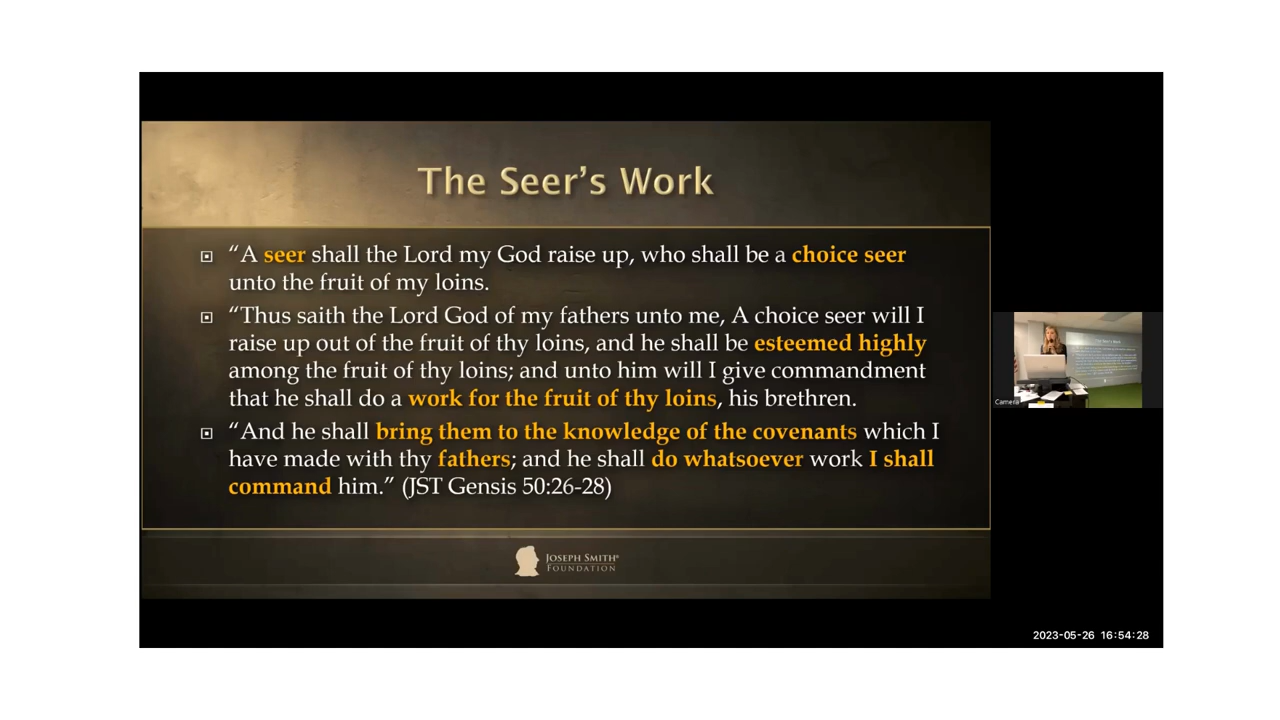 The Seer’s Work
“A seer shall the Lord my God raise up, who shall be a choice seer
unto the fruit of my loins.
“Thus saith the Lord God of my fathers unto me, A choice seer will I
raise up out of the fruit of thy loins, and he shall be esteemed highly
among the fruit of thy loins; and unto him will I give commandment
that he shall do a work for the fruit of thy loins, his brethren.
“And he shall bring them to the knowledge of the covenants which I
have made with thy fathers; and he shall do whatsoever work I shall
command him.” (JST Gensis 50:26-28)
JOSEPH SMITH®
FOUNDATION
The Seer's Work
Camera
2023-05-26 16:54:28